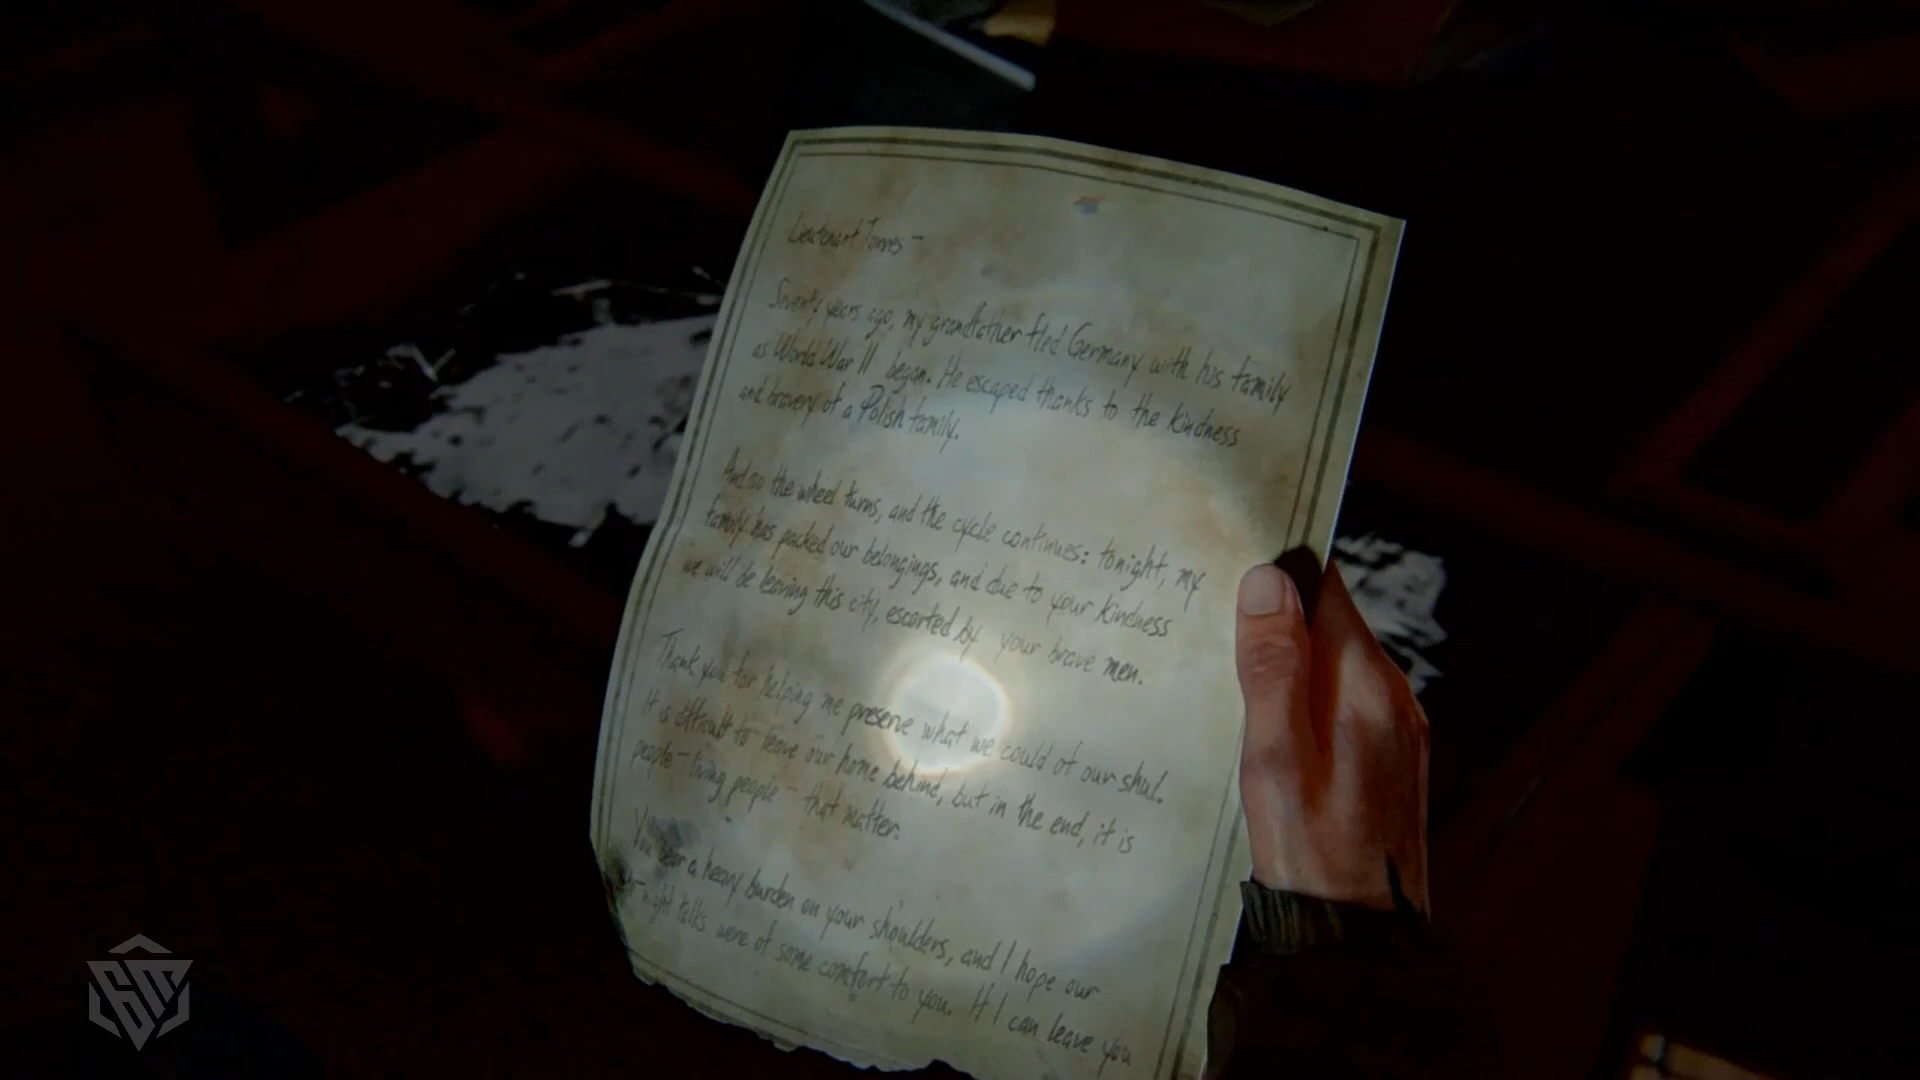 Lieutenant Torres-
Seventy years ago, my grandfather fled Germany with his family
as World War II began. He escaped thanks to the kindness
and bravery of a Polish family.
And so the wheel turns, and the cycle continues: tonight, my
family has packed our belongings, and due to your kindness
we will be leaving this city, escorted by your brave men.
Thank you for helping me preserve what we could of our shul.
It is difficult to leave our home behind, but in the end, it is
people - living people - that matter.
You bear a heavy burden on your shoulders, and I hope our
-night talks were of some comfort to you. If I can leave you